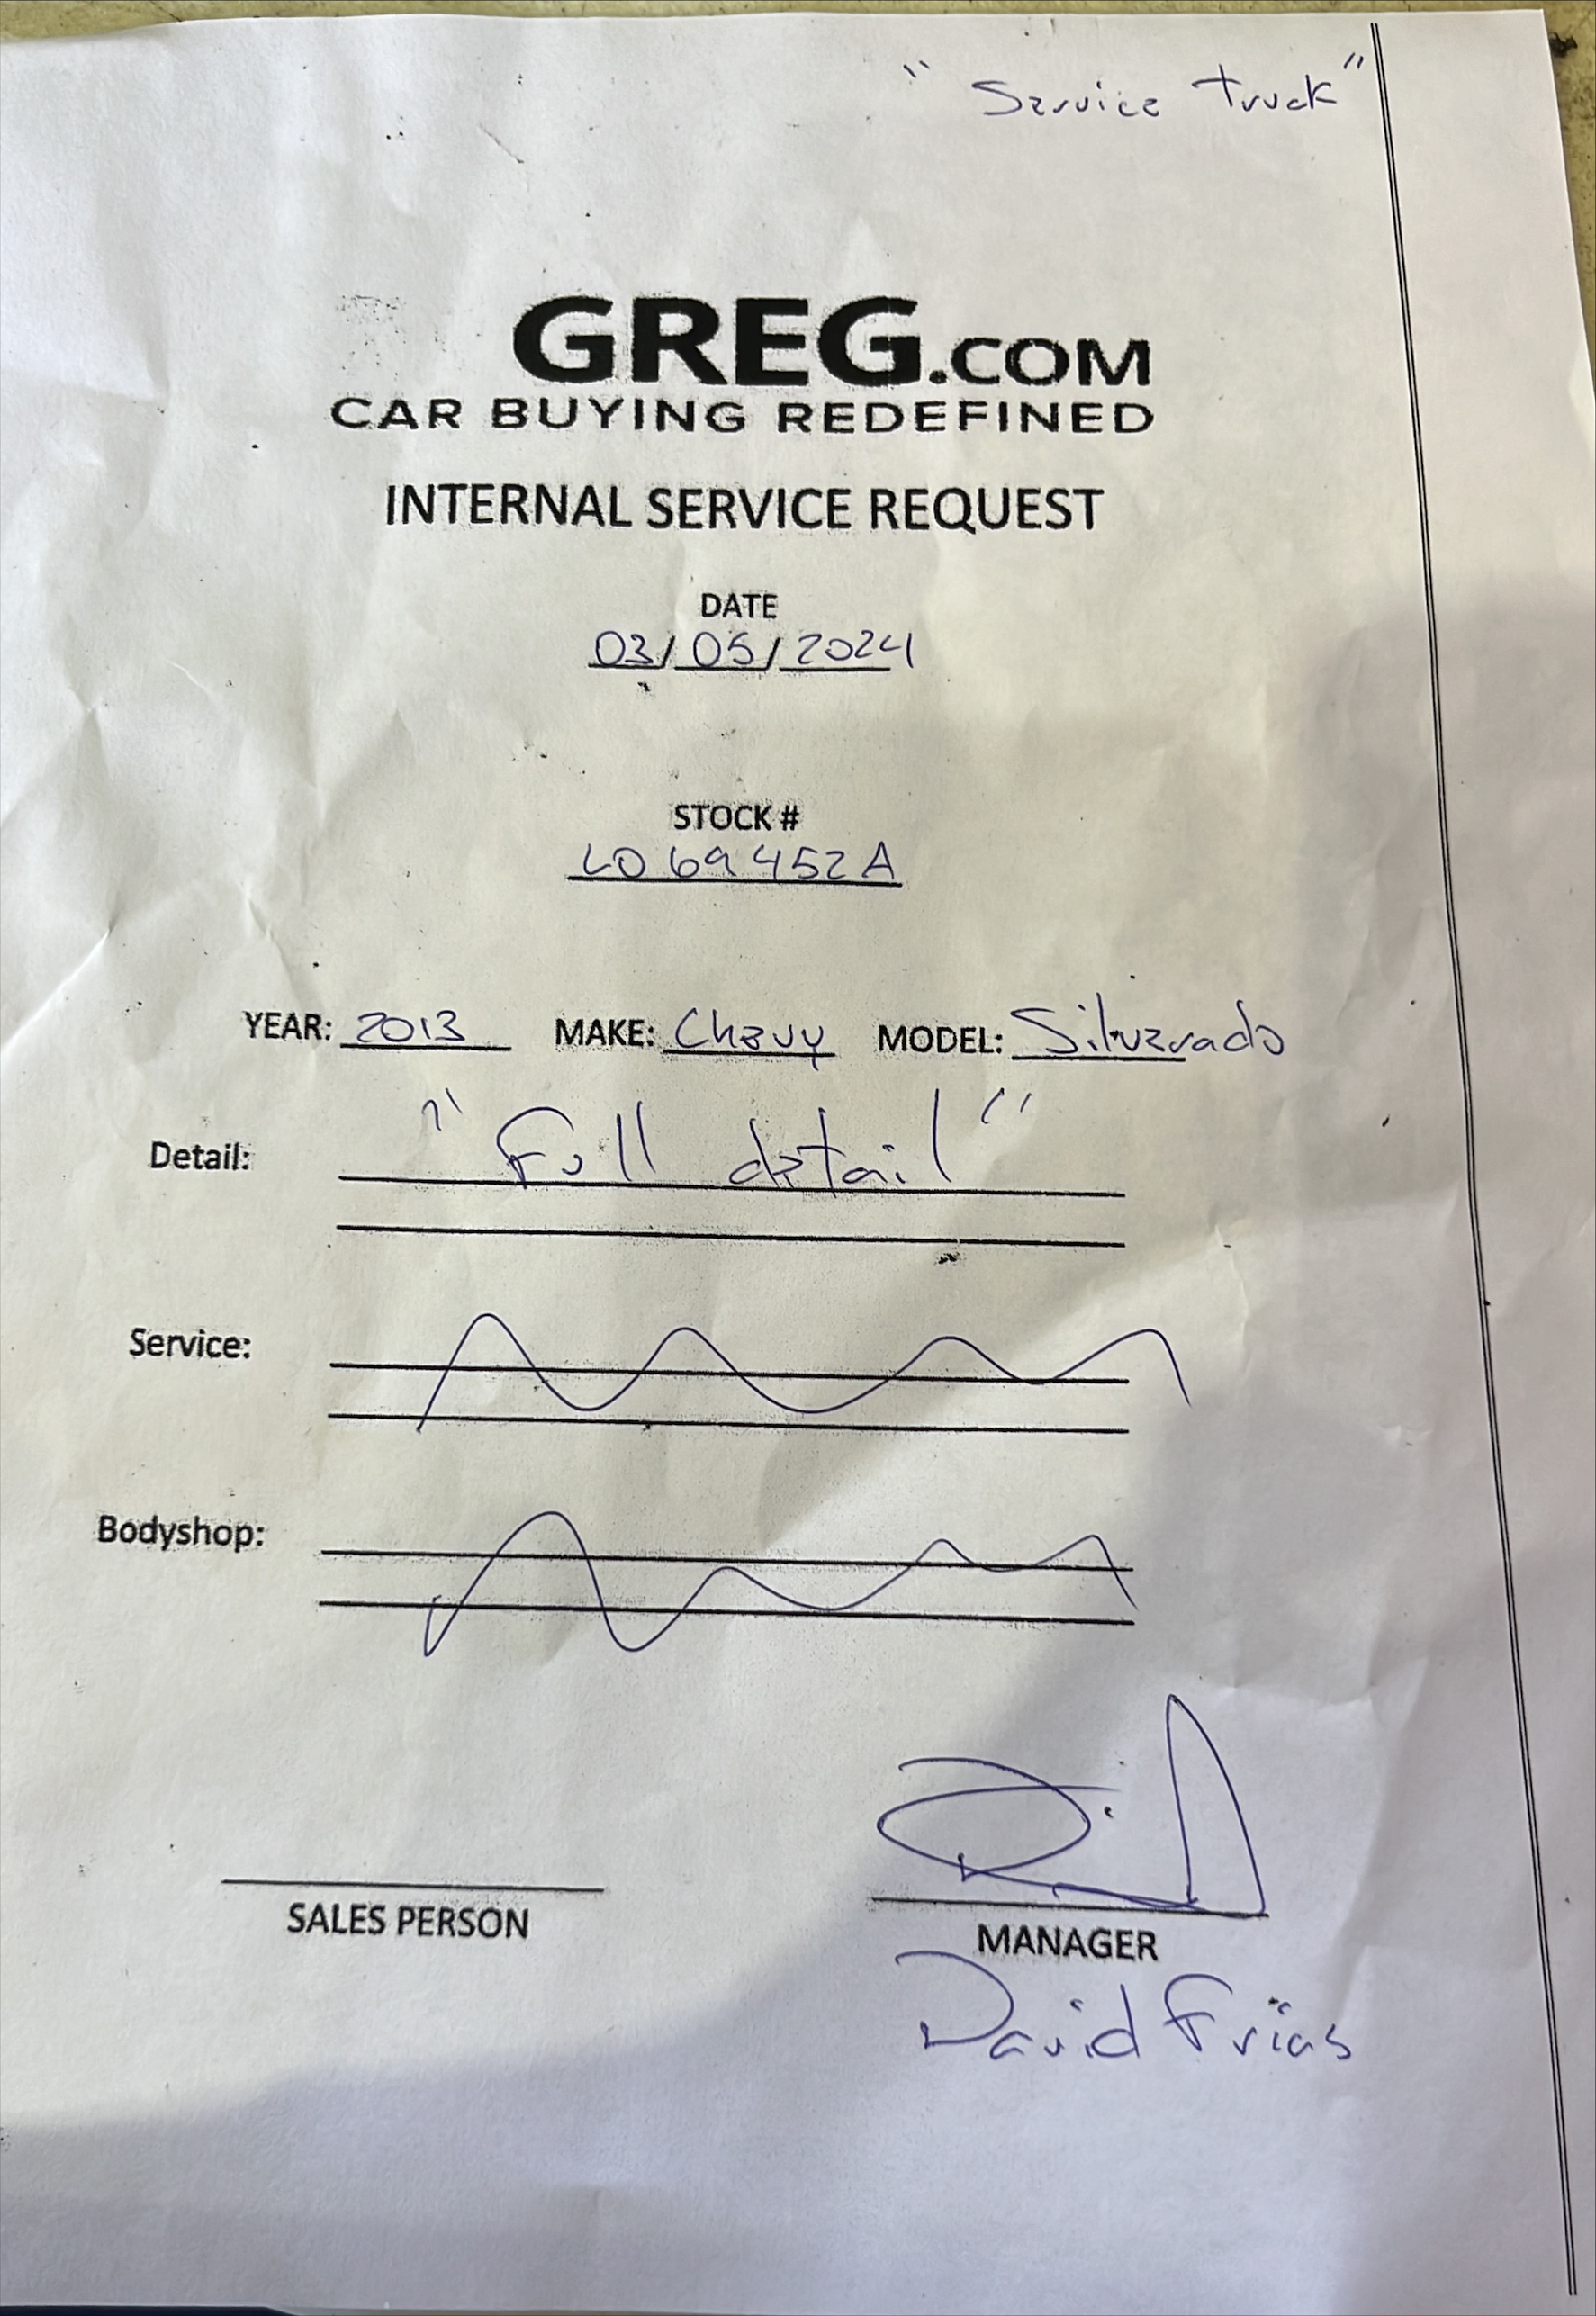 "Service truck"
GREG.COM
CAR BUYING REDEFINED
INTERNAL SERVICE REQUEST
DATE
03/05/2024
STOCK #
L069452A
YEAR: 2013 MAKE: Chevy MODEL: Silverado
Detail: "Full detail"
Service:
Bodyshop:
SALES PERSON
MANAGER
David Frias